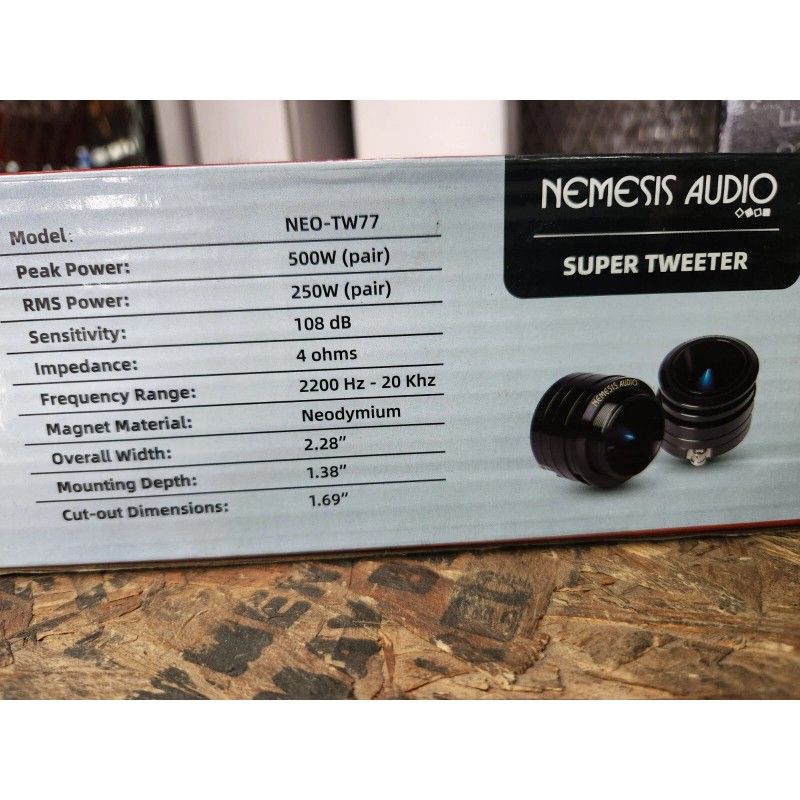 NEMESIS AUDIO
SUPER TWEETER
Model: NEO-TW77
Peak Power: 500W (pair)
RMS Power: 250W (pair)
Sensitivity: 108 dB
Impedance: 4 ohms
Frequency Range: 2200 Hz - 20 Khz
Magnet Material: Neodymium
Overall Width: 2.28"
Mounting Depth: 1.38"
Cut-out Dimensions: 1.69"
NEMESIS AUDIO